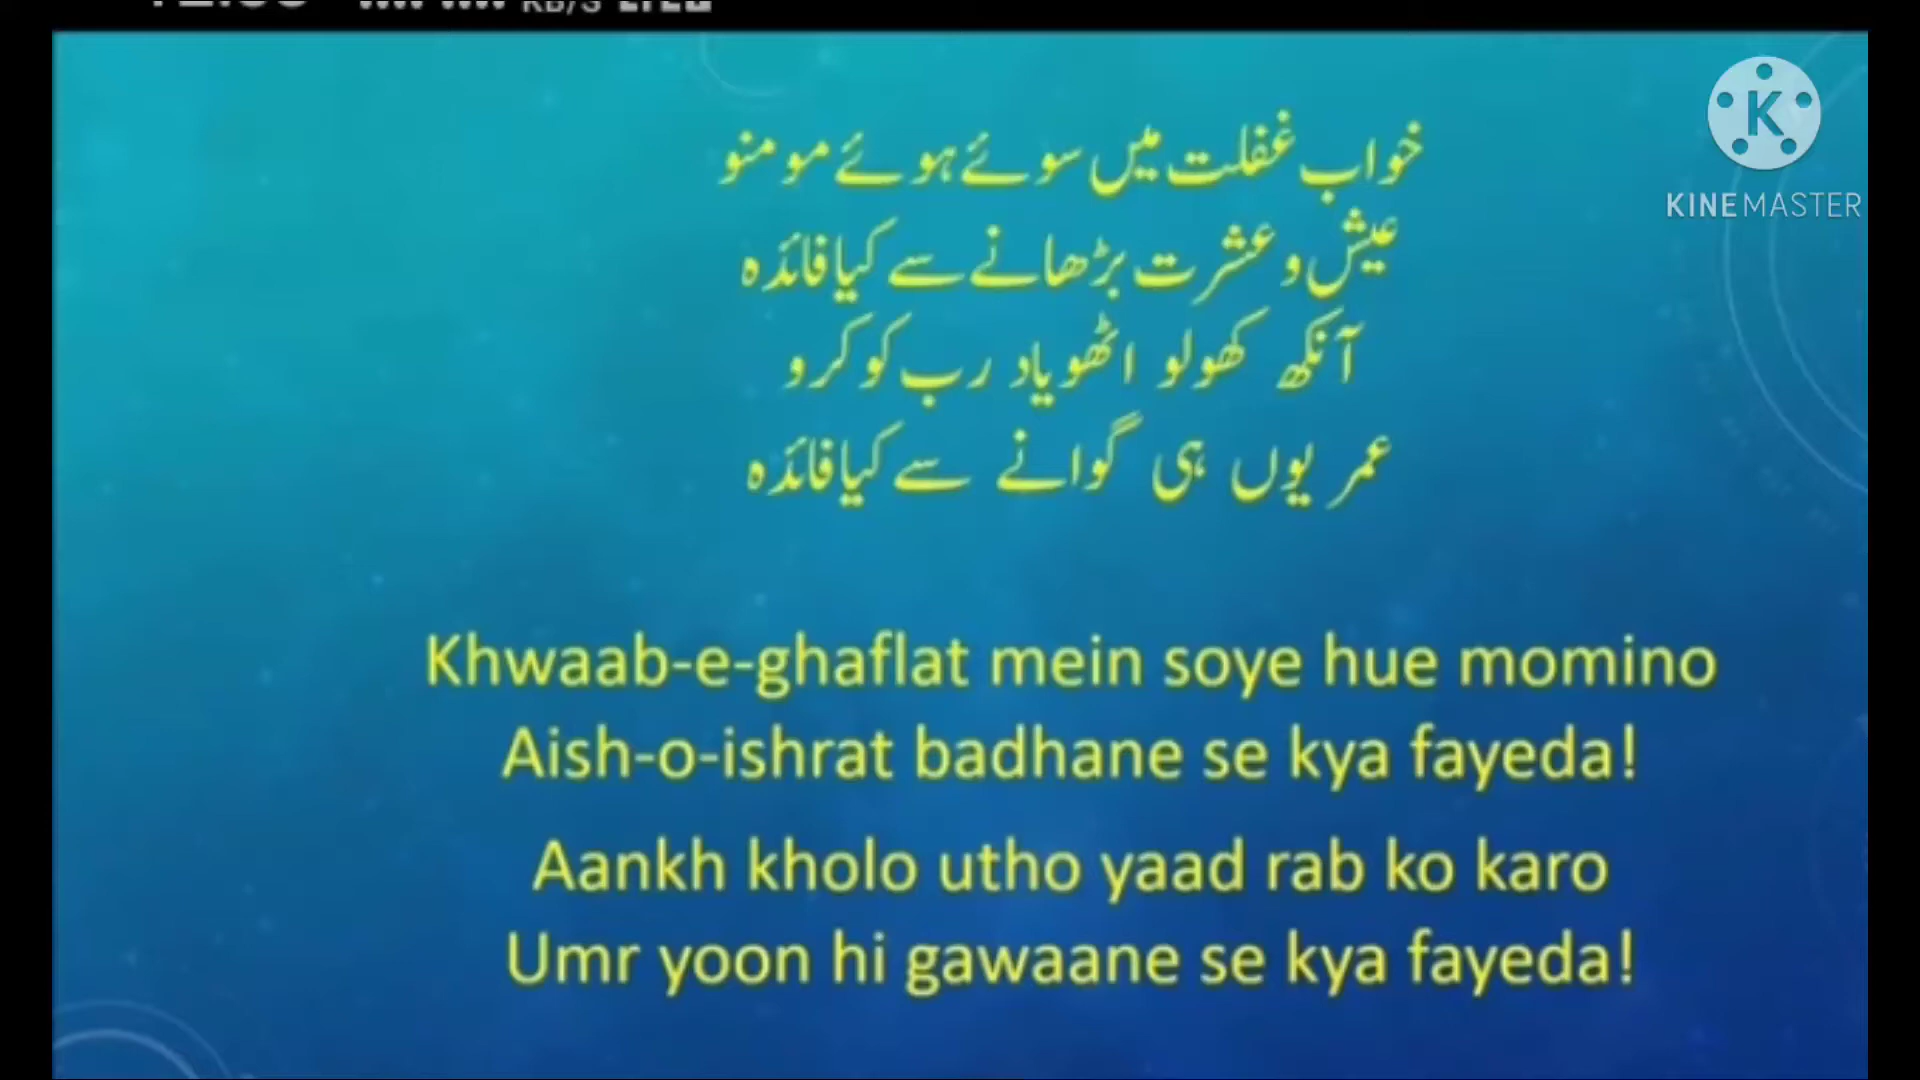 KB/S
K
KINEMASTER
خواب غفلت میں سوئے ہوئے مومنو
عیش و عشرت بڑھانے سے کیا فائدہ
آنکھ کھولو اٹھو یاد رب کو کرو
عمر یوں ہی گوانے سے کیا فائدہ
Khwaab-e-ghaflat mein soye hue momino
Aish-o-ishrat badhane se kya fayeda!
Aankh kholo utho yaad rab ko karo
Umr yoon hi gawaane se kya fayeda!